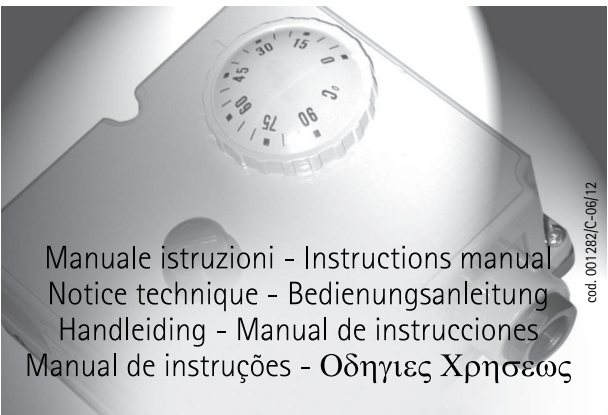 0
15
30
45
60
75
90
C°
cod. 001282/C-06/12
Manuale istruzioni - Instructions manual
Notice technique - Bedienungsanleitung
Handleiding - Manual de instrucciones
Manual de instruções - Οδηγιες Χρησεως